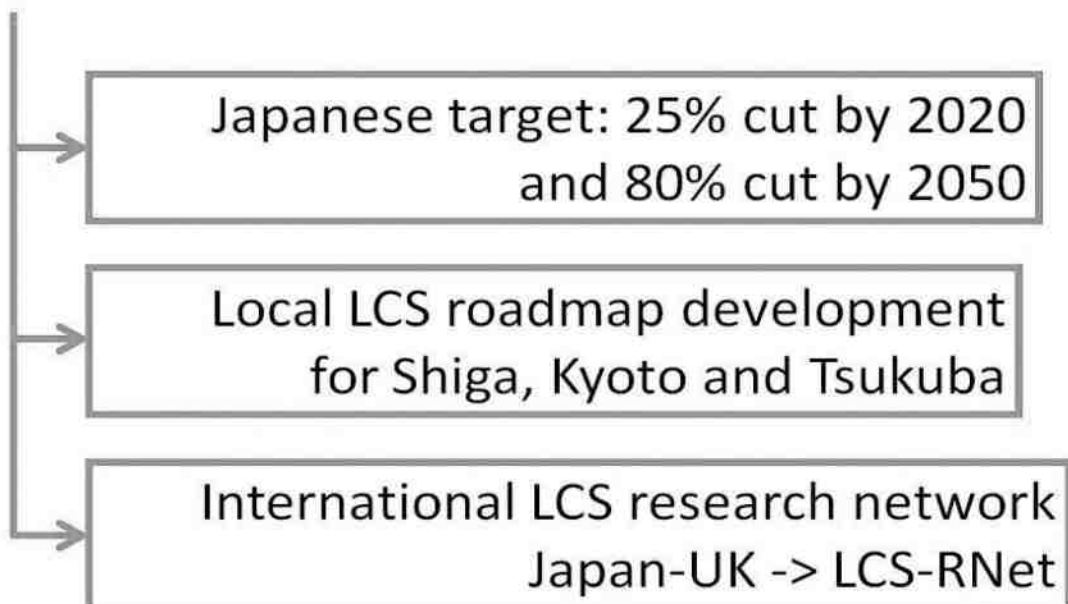 Japanese target: 25% cut by 2020
and 80% cut by 2050
Local LCS roadmap development
for Shiga, Kyoto and Tsukuba
International LCS research network
Japan-UK -> LCS-RNet